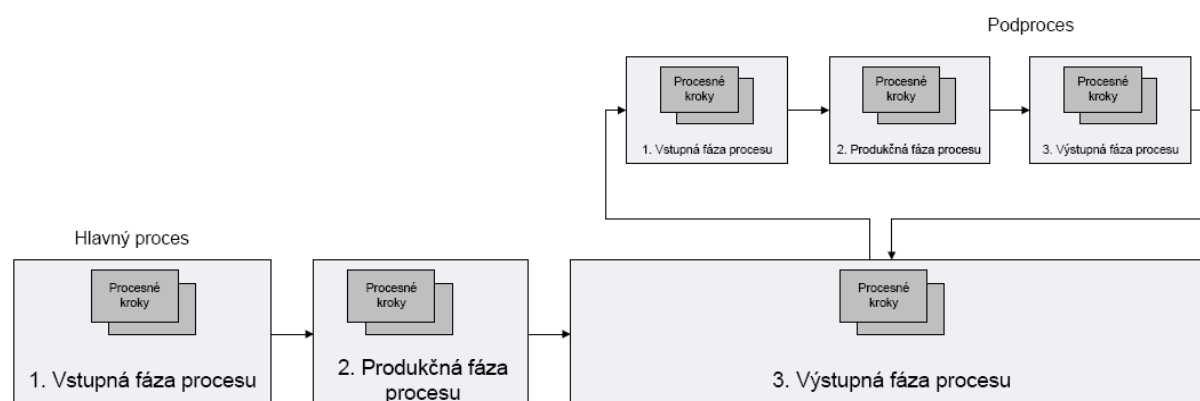 Podproces
Procesné
kroky
1. Vstupná fáza procesu
Procesné
kroky
2. Produkčná fáza procesu
Procesné
kroky
3. Výstupná fáza procesu
Hlavný proces
Procesné
kroky
1. Vstupná fáza procesu
Procesné
kroky
2. Produkčná fáza
procesu
Procesné
kroky
3. Výstupná fáza procesu